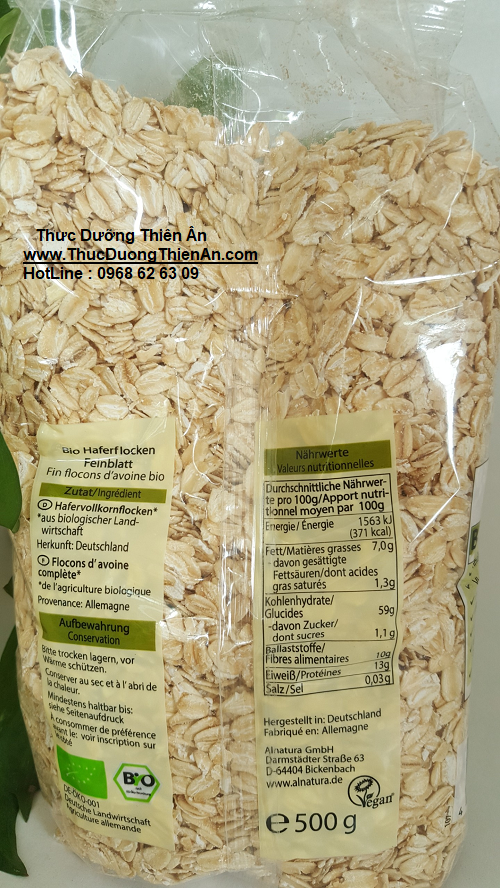 Thực Dưỡng Thiên Ân
www.ThucDuongThienAn.com
HotLine : 0968 62 63 09
Bio Haferflocken
Feinblatt
Fin flocons d'avoine bio
Zutat/Ingrédient
D Hafervollkornflocken*
*aus biologischer Land-
wirtschaft
Herkunft: Deutschland
F Flocons d'avoine
complète*
*de l'agriculture biologique
Provenance: Allemagne
Aufbewahrung
Conservation
Bitte trocken lagern, vor
Wärme schützen.
Conserver au sec et à l'abri de
la chaleur.
Mindestens haltbar bis:
siehe Seitenaufdruck
A consommer de préférence
avant le: voir inscription sur
le côté
BiO
DE-ÖKO-001
Deutsche Landwirtschaft
Agriculture allemande
Nährwerte
Valeurs nutritionnelles
Durchschnittliche Nährwer-
te pro 100g/Apport nutri-
tionnel moyen par 100g
Energie/Énergie 1563 kJ
(371 kcal)
Fett/Matières grasses 7,0g
- davon gesättigte
Fettsäuren/dont acides
gras saturés 1,3g
Kohlenhydrate/
Glucides 59g
-davon Zucker/
dont sucres 1,1g
Ballaststoffe/
Fibres alimentaires 10g
Eiweiß/Protéines 13g
Salz/Sel 0,03g
Hergestellt in: Deutschland
Fabriqué en: Allemagne
Alnatura GmbH
Darmstädter Straße 63
D-64404 Bickenbach
www.alnatura.de
Vegan
e 500 g